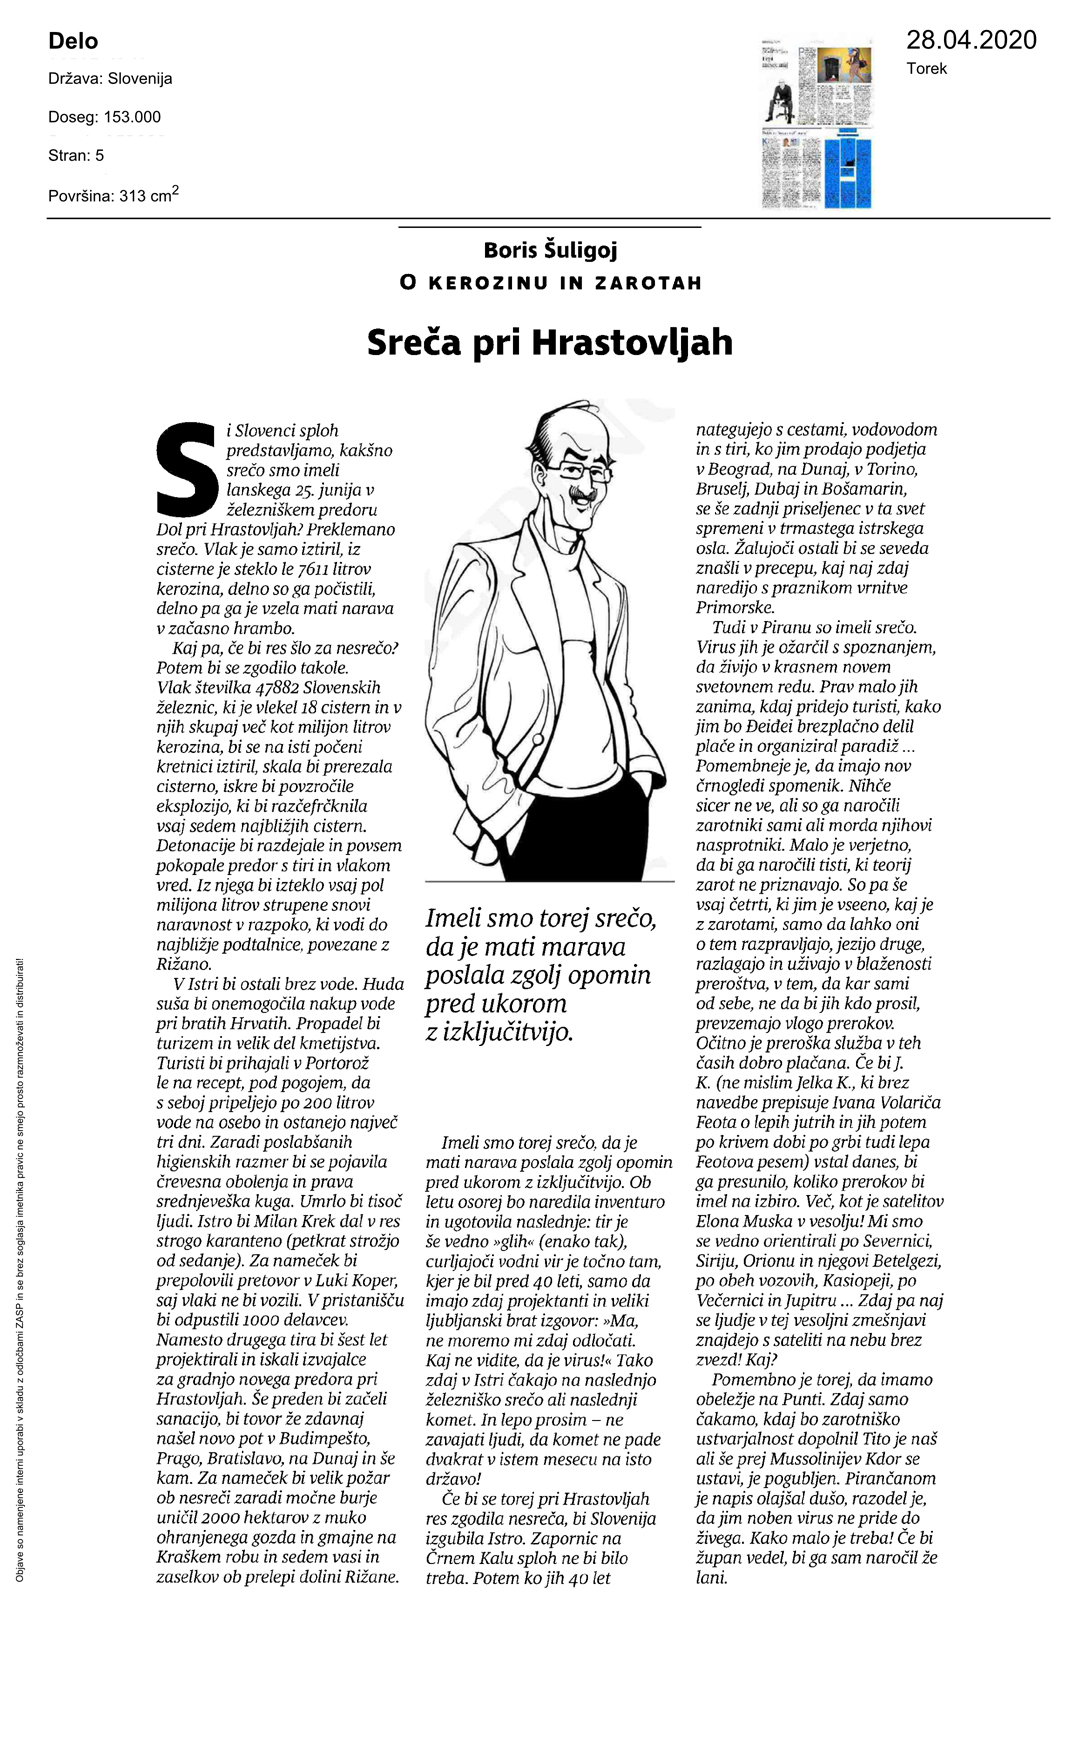 Delo
Država: Slovenija
Doseg: 153.000
Stran: 5
Površina: 313 cm2
28.04.2020
Torek
Boris Šuligoj
O KEROZINU IN ZAROTAH
Sreča pri Hrastovljah
Si Slovenci sploh
predstavljamo, kakšno
srečo smo imeli
lanskega 25. junija v
železniškem predoru
Dol pri Hrastovljah? Preklemano
srečo. Vlak je samo iztiril, iz
cisterne je steklo le 7611 litrov
kerozina, delno so ga počistili,
delno pa ga je vzela mati narava
v začasno hrambo.
Kaj pa, če bi res šlo za nesrečo?
Potem bi se zgodilo takole.
Vlak številka 47882 Slovenskih
železnic, ki je vlekel 18 cistern in v
njih skupaj več kot milijon litrov
kerozina, bi se na isti počeni
kretnici iztiril, skala bi prerezala
cisterno, iskre bi povzročile
eksplozijo, ki bi razčefrčknila
vsaj sedem najbližjih cistern.
Detonacije bi razdejale in povsem
pokopale predor s tiri in vlakom
vred. Iz njega bi izteklo vsaj pol
milijona litrov strupene snovi
naravnost v razpoko, ki vodi do
najbližje podtalnice, povezane z
Rižano.
V Istri bi ostali brez vode. Huda
suša bi onemogočila nakup vode
pri bratih Hrvatih. Propadel bi
turizem in velik del kmetijstva.
Turisti bi prihajali v Portorož
le na recept, pod pogojem, da
s seboj pripeljejo po 200 litrov
vode na osebo in ostanejo največ
tri dni. Zaradi poslabšanih
higienskih razmer bi se pojavila
črevesna obolenja in prava
srednjeveška kuga. Umrlo bi tisoč
ljudi. Istro bi Milan Krek dal v res
strogo karanteno (petkrat strožjo
od sedanje). Za nameček bi
prepolovili pretovor v Luki Koper,
saj vlaki ne bi vozili. V pristanišču
bi odpustili 1000 delavcev.
Namesto drugega tira bi šest let
projektirali in iskali izvajalce
za gradnjo novega predora pri
Hrastovljah. Še preden bi začeli
sanacijo, bi tovor že zdavnaj
našel novo pot v Budimpešto,
Prago, Bratislavo, na Dunaj in še
kam. Za nameček bi velik požar
ob nesreči zaradi močne burje
uničil 2000 hektarov z muko
ohranjenega gozda in gmajne na
Kraškem robu in sedem vasi in
zaselkov ob prelepi dolini Rižane.
Imeli smo torej srečo,
da je mati marava
poslala zgolj opomin
pred ukorom
z izključitvijo.
Imeli smo torej srečo, da je
mati narava poslala zgolj opomin
pred ukorom z izključitvijo. Ob
letu osorej bo naredila inventuro
in ugotovila naslednje: tir je
še vedno »glih« (enako tak),
curljajoči vodni vir je točno tam,
kjer je bil pred 40 leti, samo da
imajo zdaj projektanti in veliki
ljubljanski brat izgovor: »Ma,
ne moremo mi zdaj odločati.
Kaj ne vidite, da je virus!« Tako
zdaj v Istri čakajo na naslednjo
železniško srečo ali naslednji
komet. In lepo prosim – ne
zavajati ljudi, da komet ne pade
dvakrat v istem mesecu na isto
državo!
Če bi se torej pri Hrastovljah
res zgodila nesreča, bi Slovenija
izgubila Istro. Zapornic na
Črnem Kalu sploh ne bi bilo
treba. Potem ko jih 40 let
nategujejo s cestami, vodovodom
in s tiri, ko jim prodajo podjetja
v Beograd, na Dunaj, v Torino,
Bruselj, Dubaj in Bošamarin,
se še zadnji priseljenec v ta svet
spremeni v trmastega istrskega
osla. Žalujoči ostali bi se seveda
znašli v precepu, kaj naj zdaj
naredijo s praznikom vrnitve
Primorske.
Tudi v Piranu so imeli srečo.
Virus jih je ožarčil s spoznanjem,
da živijo v krasnem novem
svetovnem redu. Prav malo jih
zanima, kdaj pridejo turisti, kako
jim bo Đeiđei brezplačno delil
plače in organiziral paradiž ...
Pomembneje je, da imajo nov
črnogledi spomenik. Nihče
sicer ne ve, ali so ga naročili
zarotniki sami ali morda njihovi
nasprotniki. Malo je verjetno,
da bi ga naročili tisti, ki teorij
zarot ne priznavajo. So pa še
vsaj četrti, ki jim je vseeno, kaj je
z zarotami, samo da lahko oni
o tem razpravljajo, jezijo druge,
razlagajo in uživajo v blaženosti
preroštva, v tem, da kar sami
od sebe, ne da bi jih kdo prosil,
prevzemajo vlogo prerokov.
Očitno je preroška služba v teh
časih dobro plačana. Če bi J.
K. (ne mislim Jelka K., ki brez
navedbe prepisuje Ivana Volariča
Feota o lepih jutrih in jih potem
po krivem dobi po grbi tudi lepa
Feotova pesem) vstal danes, bi
ga presunilo, koliko prerokov bi
imel na izbiro. Več, kot je satelitov
Elona Muska v vesolju! Mi smo
se vedno orientirali po Severnici,
Siriju, Orionu in njegovi Betelgezi,
po obeh vozovih, Kasiopeji, po
Večernici in Jupitru ... Zdaj pa naj
se ljudje v tej vesoljni zmešnjavi
znajdejo s sateliti na nebu brez
zvezd! Kaj?
Pomembno je torej, da imamo
obeležje na Punti. Zdaj samo
čakamo, kdaj bo zarotniško
ustvarjalnost dopolnil Tito je naš
ali še prej Mussolinijev Kdor se
ustavi, je pogubljen. Pirančanom
je napis olajšal dušo, razodel je,
da jim noben virus ne pride do
živega. Kako malo je treba! Če bi
župan vedel, bi ga sam naročil že
lani.
Objave so namenjene interni uporabi v skladu z odločbami ZASP in se brez soglasja imetnika pravic ne smejo prosto razmnoževati in distribuirati!